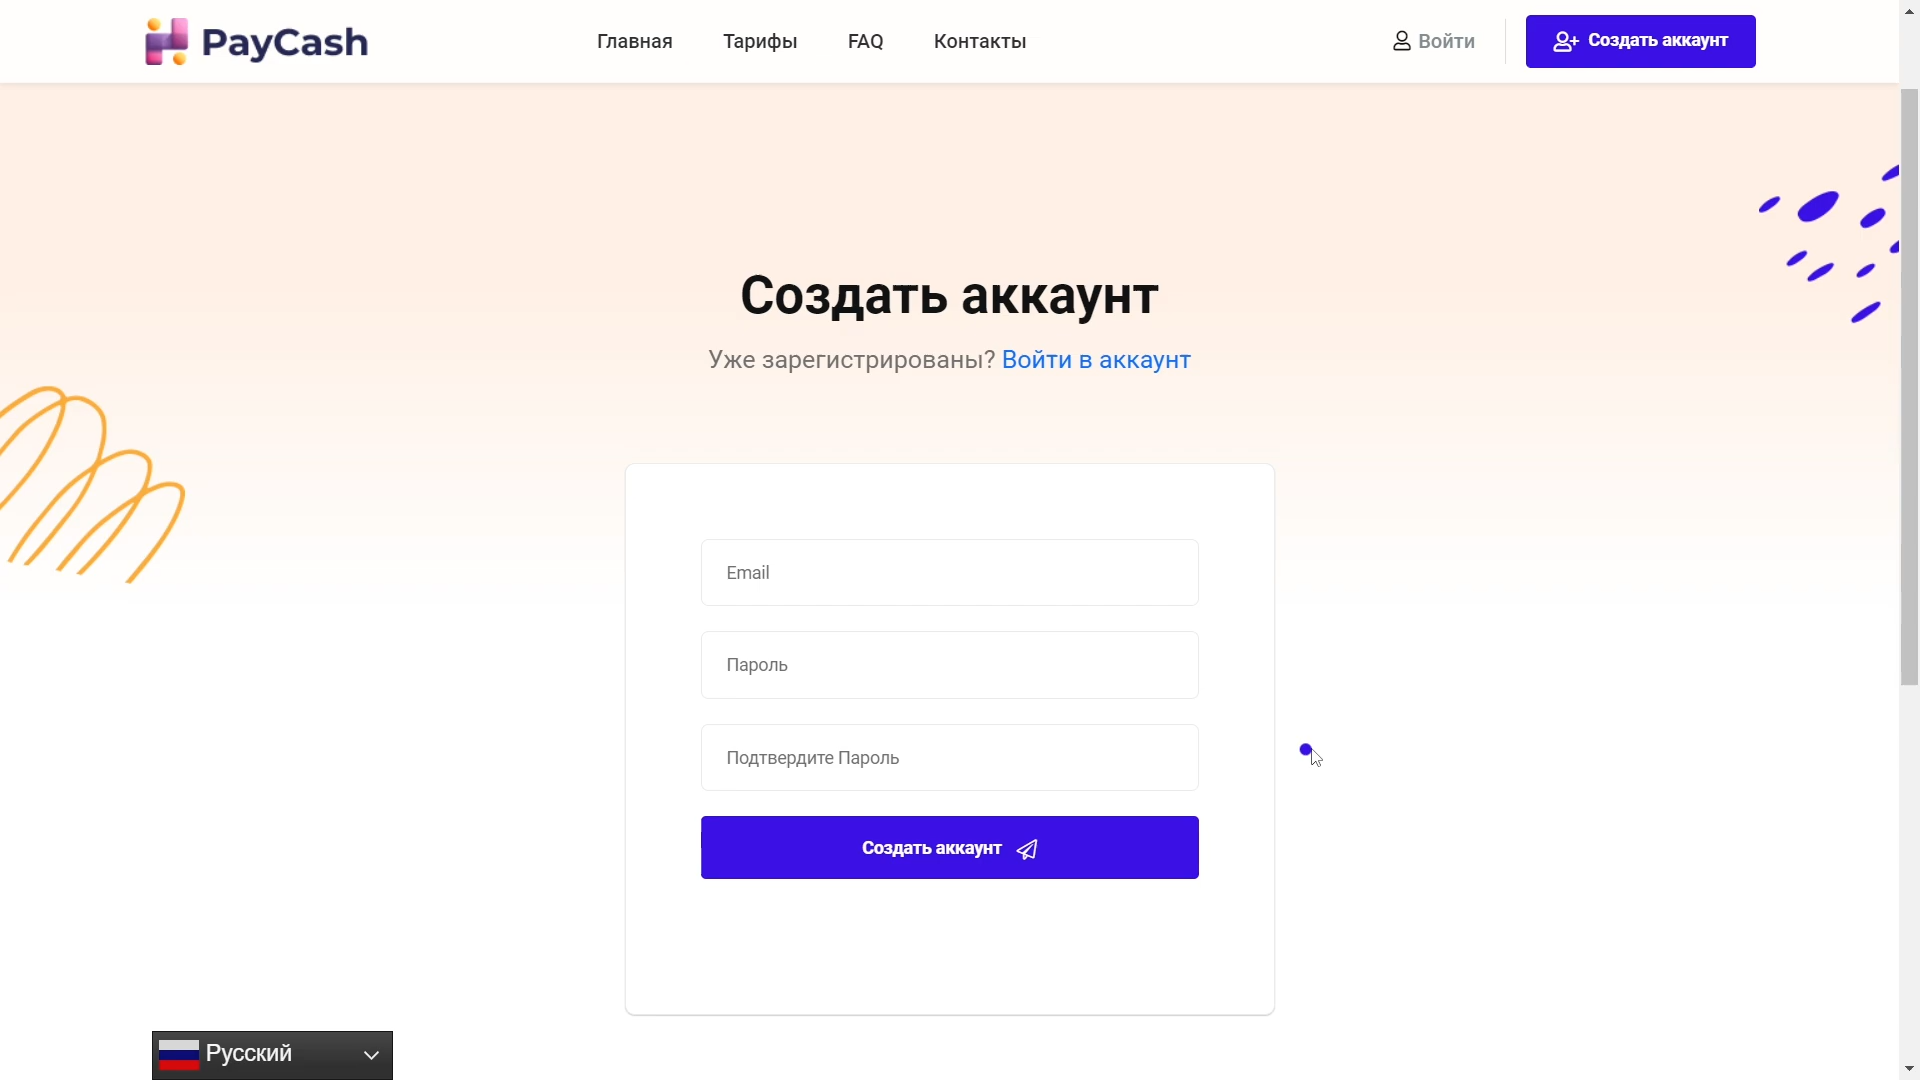 PayCash
Главная
Тарифы
FAQ
Контакты
Войти
Создать аккаунт
Создать аккаунт
Уже зарегистрированы? Войти в аккаунт
Email
Пароль
Подтвердите Пароль
Создать аккаунт
Русский